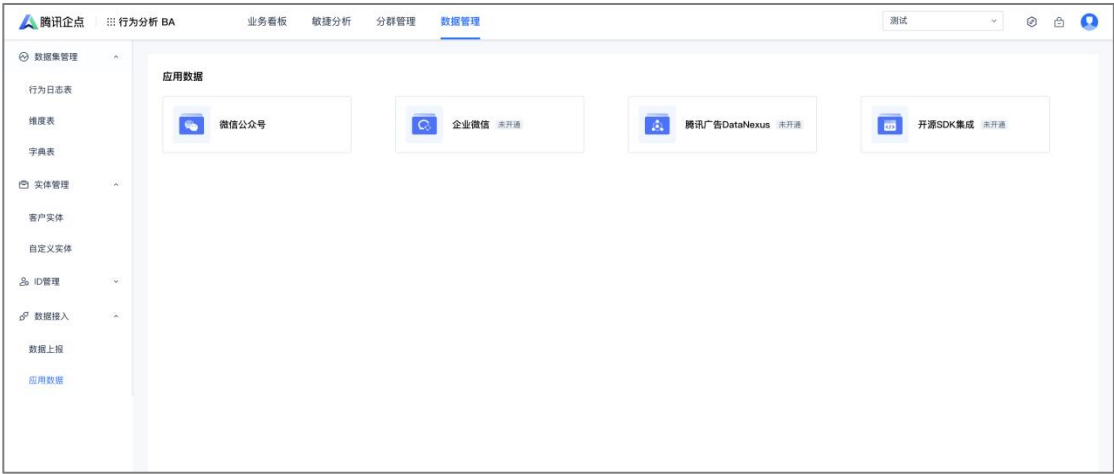 腾讯企点 行为分析 BA 业务看板 敏捷分析 分群管理 数据管理 测试
数据集管理
行为日志表
维度表
字典表
实体管理
客户实体
自定义实体
ID管理
数据接入
数据上报
应用数据
应用数据
微信公众号 企业微信 未开通 腾讯广告DataNexus 未开通 开源SDK集成 未开通